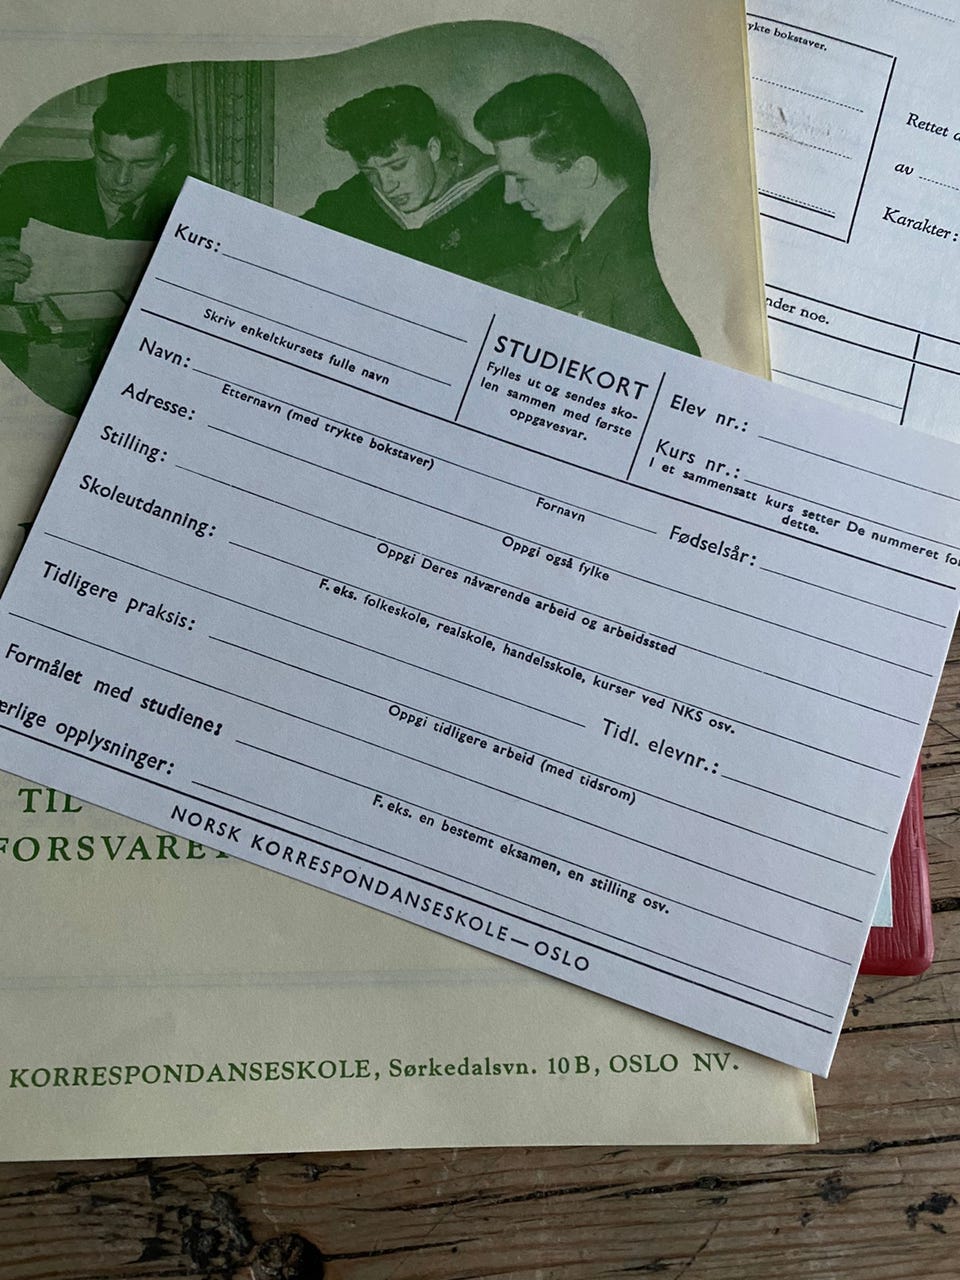 ykte bokstaver.
Rettet
av
Karakter:
nder noe.
Kurs:
Skriv enkeltkursets fulle navn
STUDIEKORT
Fylles ut og sendes sko-
len sammen med første
oppgavesvar.
Elev nr.:
Kurs nr.:
I et sammensatt kurs setter De nummeret for
dette.
Navn:
Etternavn (med trykte bokstaver)
Fornavn
Fødselsår:
Adresse:
Oppgi også fylke
Stilling:
Oppgi Deres nåværende arbeid og arbeidssted
Skoleutdanning:
F. eks. folkeskole, realskole, handelsskole, kurser ved NKS osv.
Tidligere praksis:
Tidl. elevnr.:
Oppgi tidligere arbeid (med tidsrom)
Formålet med studiene:
F. eks. en bestemt eksamen, en stilling osv.
ærlige opplysninger:
NORSK KORRESPONDANSESKOLE — OSLO
TIL
FORSVARET
KORRESPONDANSESKOLE, Sørkedalsvn. 10 B, OSLO NV.